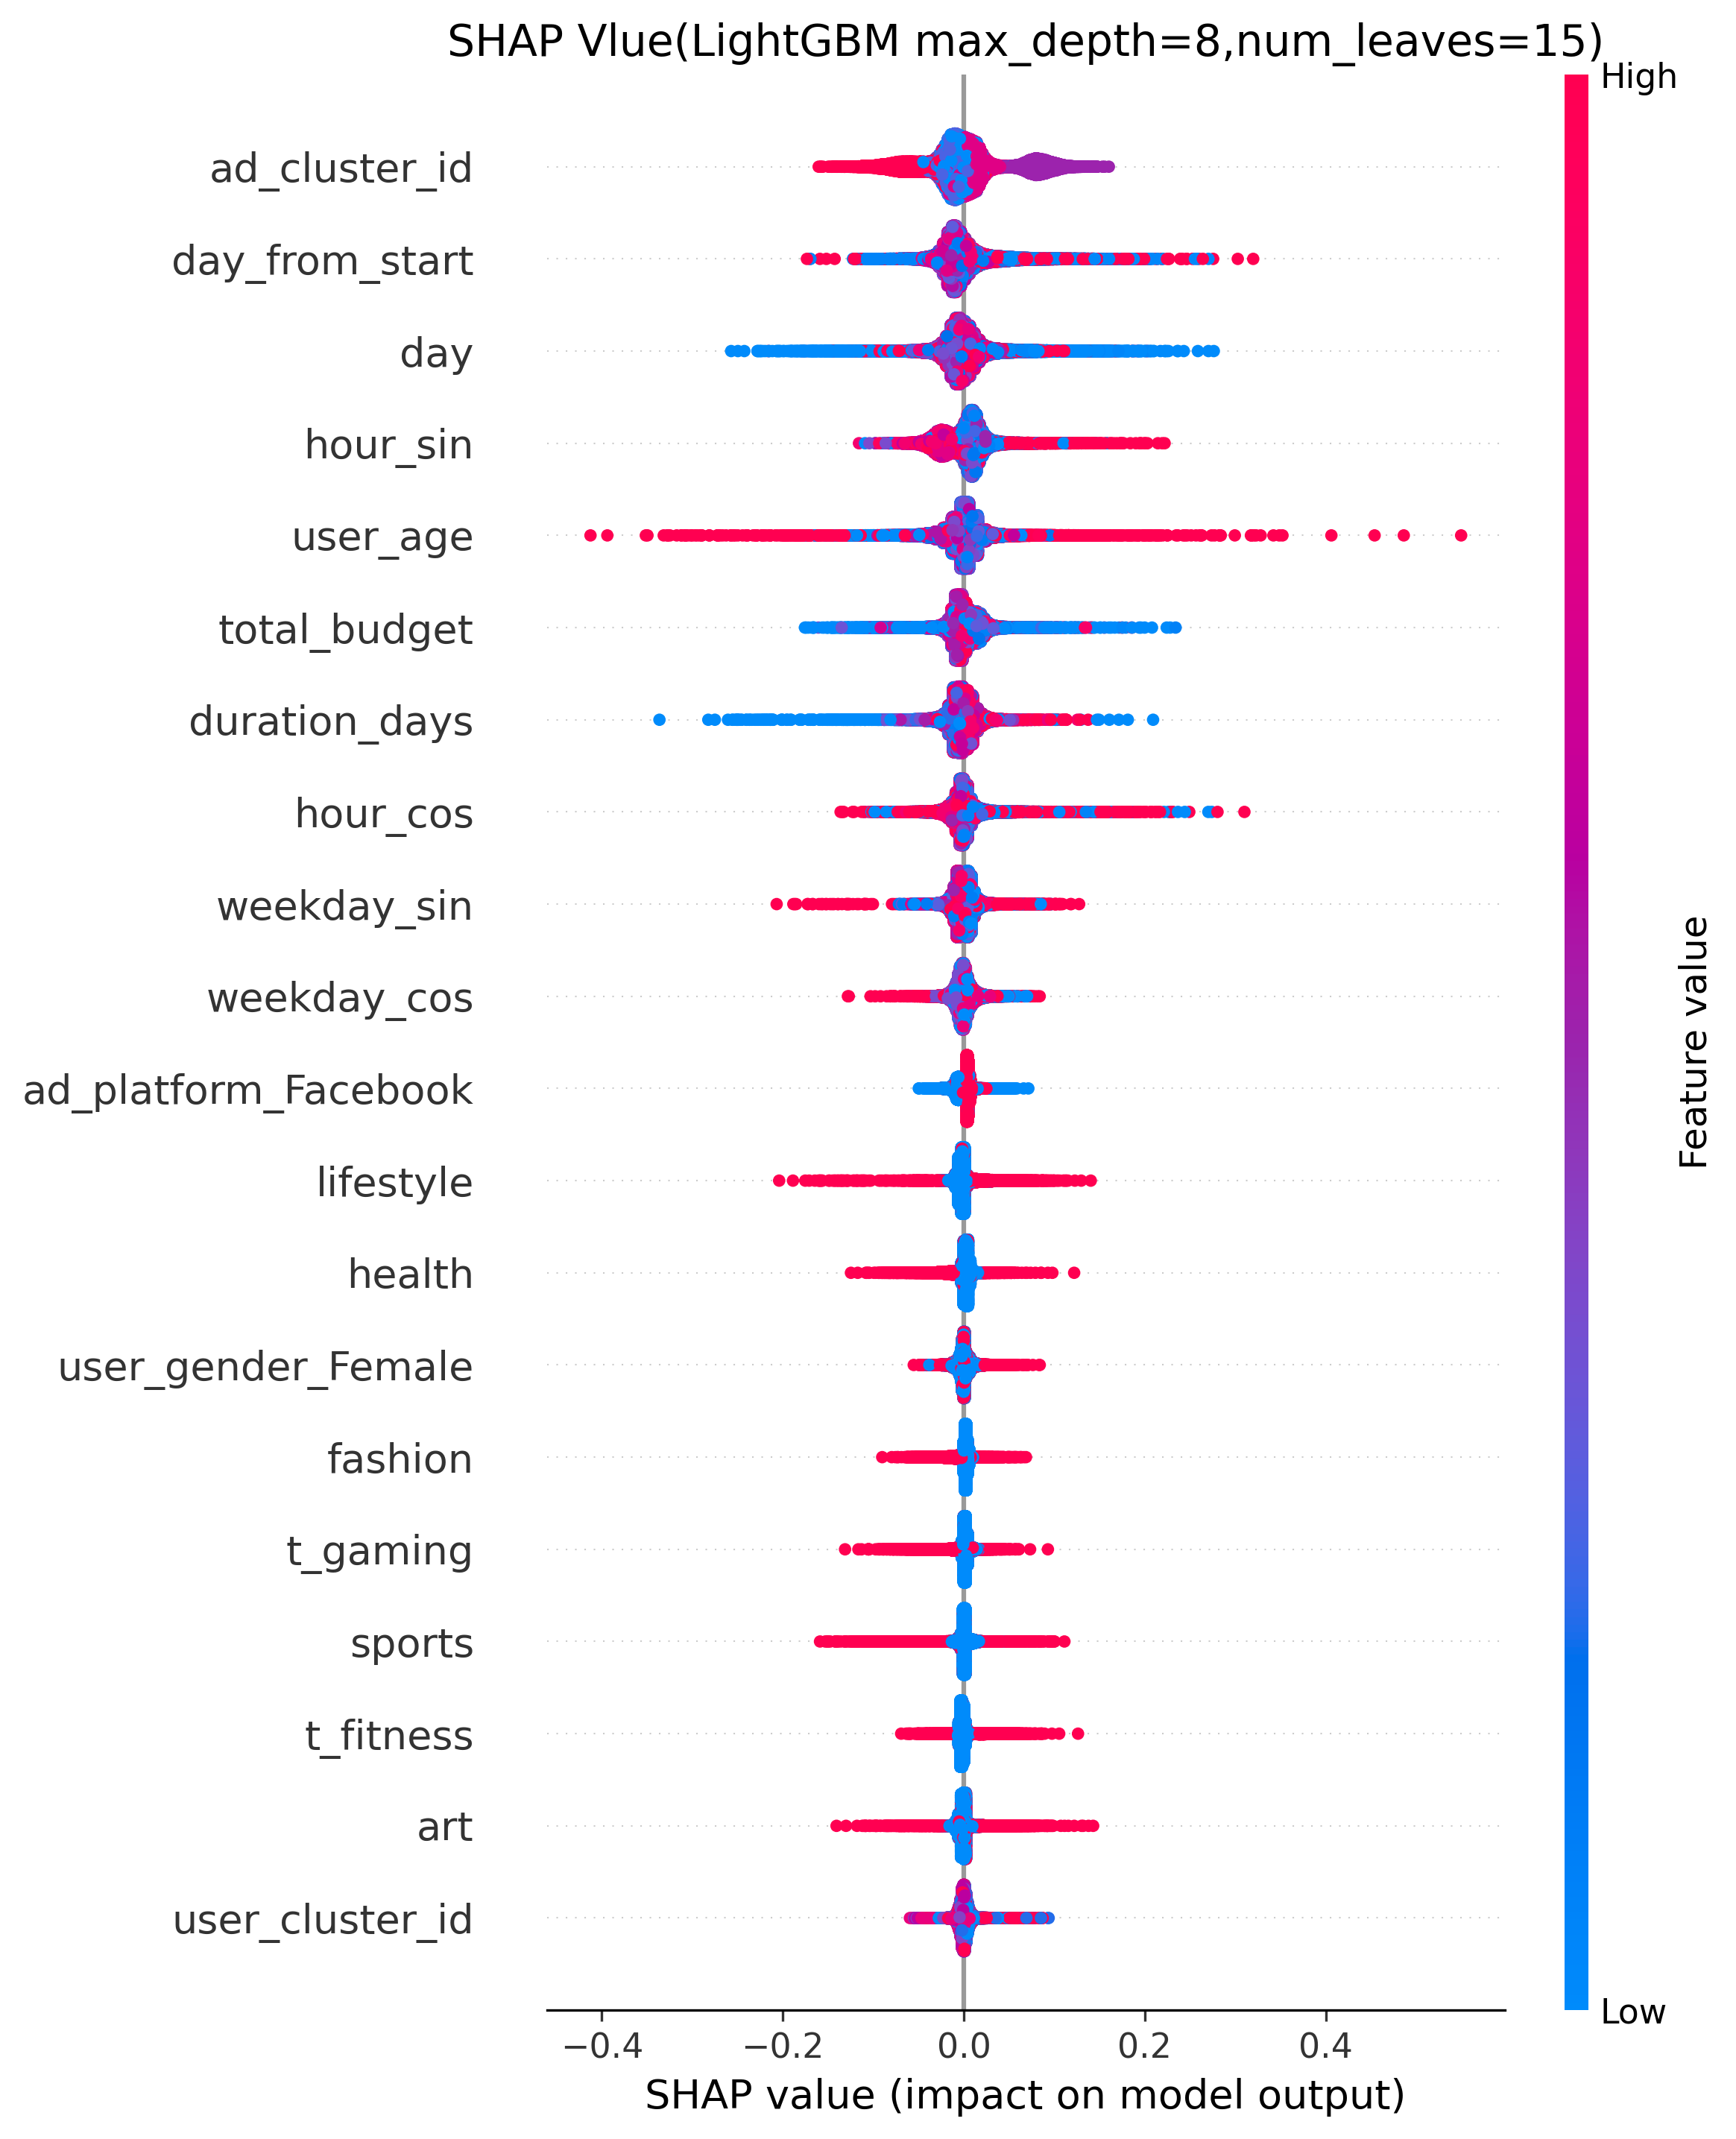 SHAP Vlue(LightGBM max_depth=8,num_leaves=15)
High
ad_cluster_id
day_from_start
day
hour_sin
user_age
total_budget
duration_days
hour_cos
weekday_sin
weekday_cos
ad_platform_Facebook
lifestyle
health
user_gender_Female
fashion
t_gaming
sports
t_fitness
art
user_cluster_id
Feature value
Low
−0.4 −0.2 0.0 0.2 0.4
SHAP value (impact on model output)